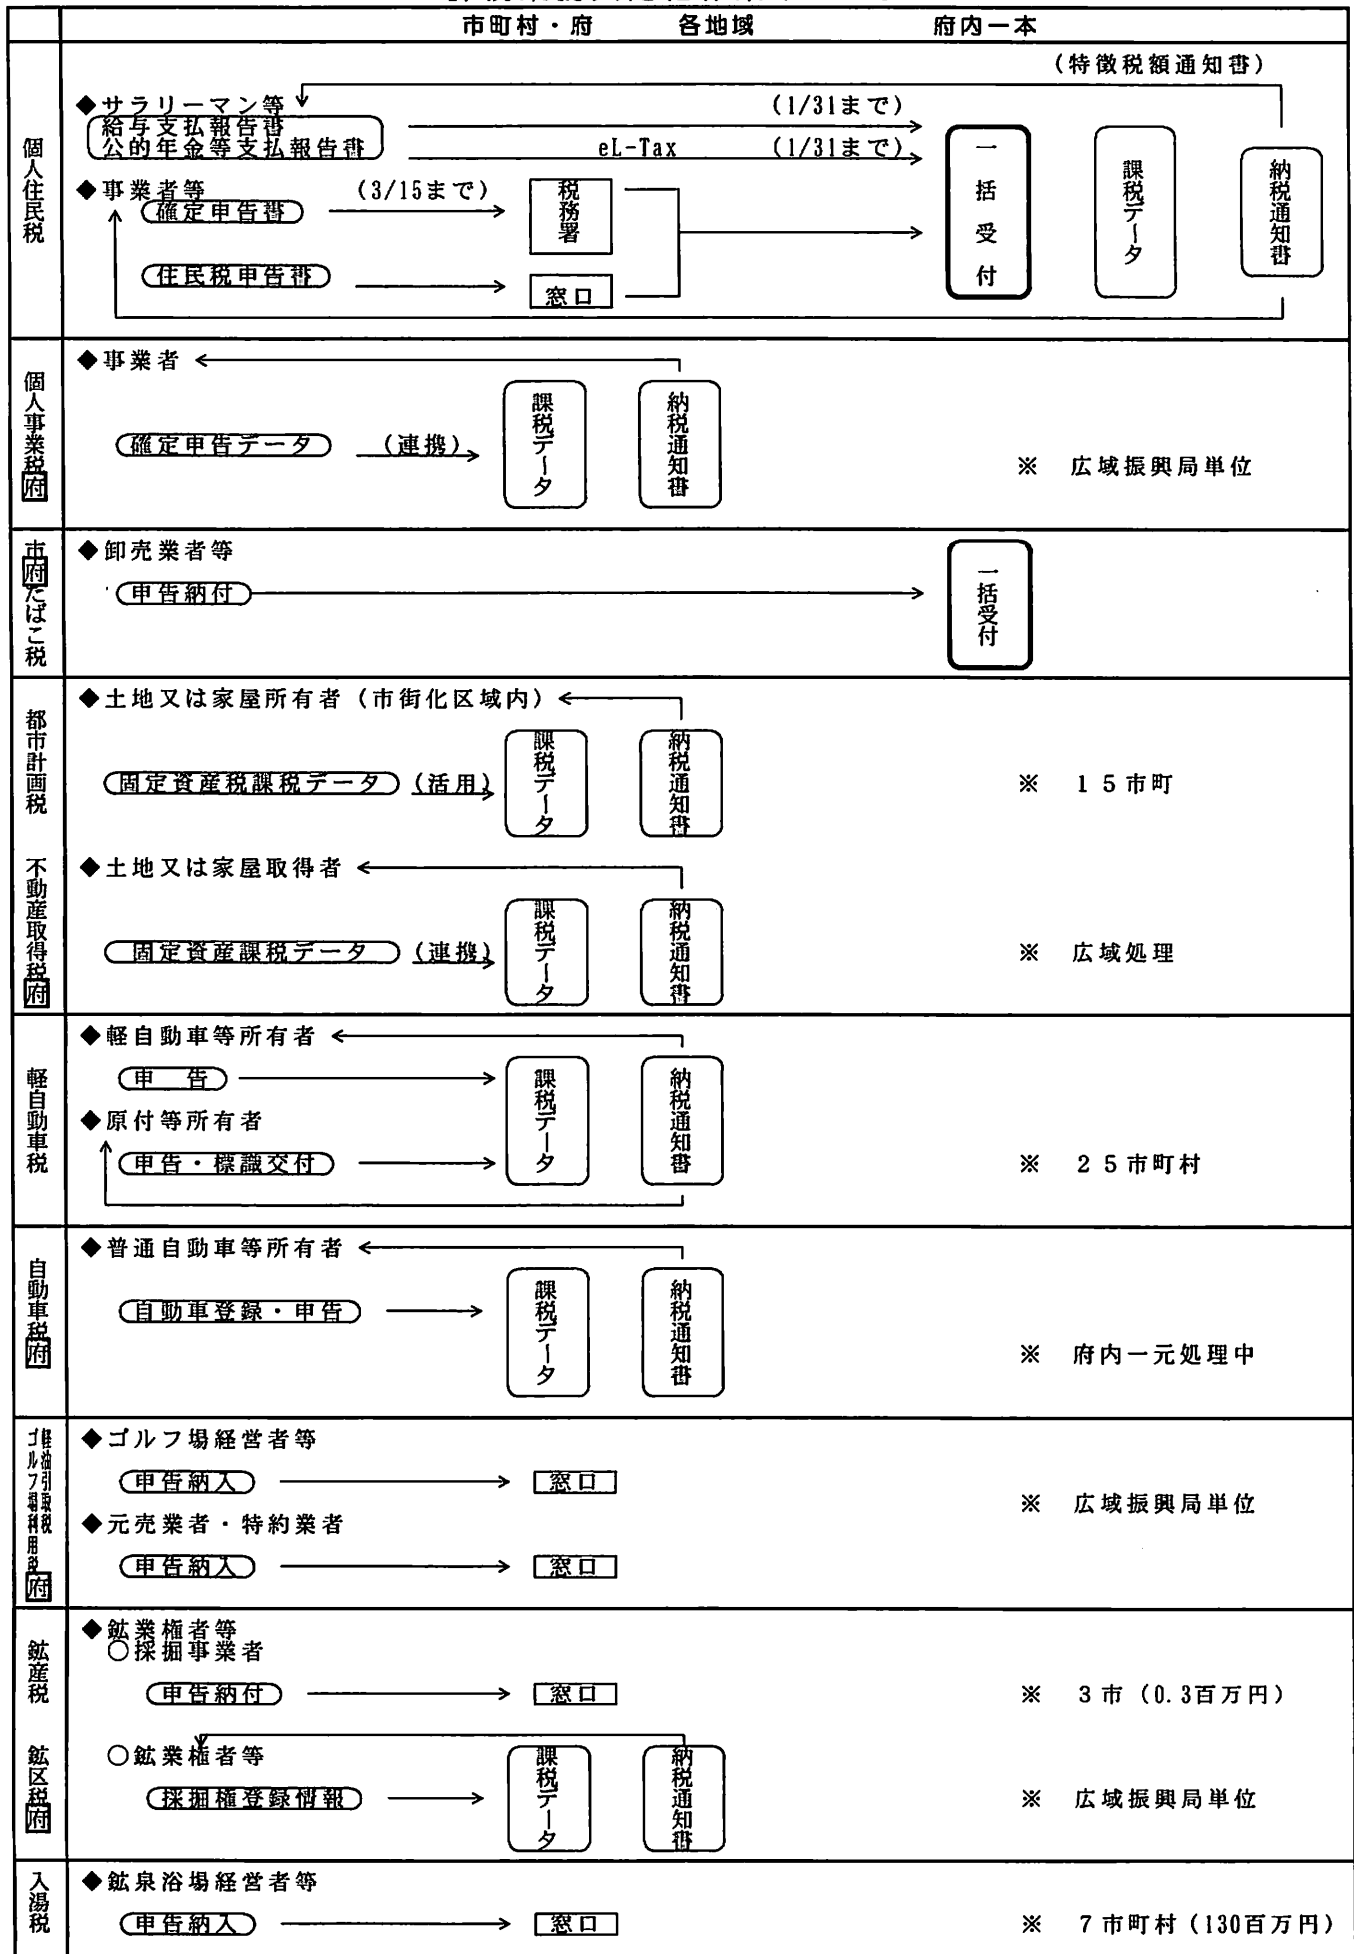 市町村・府　各地域　府内一本
個人住民税
(特徴税額通知書)
◆サラリーマン等
給与支払報告書
(1/31まで)
公的年金等支払報告書
eL-Tax
(1/31まで)
◆事業者等
(3/15まで)
確定申告書
税務署
住民税申告書
窓口
一括受付
課税データ
納税通知書
個人事業税府
◆事業者
確定申告データ
(連携)
課税データ
納税通知書
※　広域振興局単位
市府たばこ税
◆卸売業者等
申告納付
一括受付
都市計画税
◆土地又は家屋所有者（市街化区域内）
固定資産税課税データ
(活用)
課税データ
納税通知書
※　15市町
不動産取得税府
◆土地又は家屋取得者
固定資産課税データ
(連携)
課税データ
納税通知書
※　広域処理
軽自動車税
◆軽自動車等所有者
申　告
◆原付等所有者
申告・標識交付
課税データ
納税通知書
※　25市町村
自動車税府
◆普通自動車等所有者
自動車登録・申告
課税データ
納税通知書
※　府内一元処理中
軽油引取税
ゴルフ場利用税府
◆ゴルフ場経営者等
申告納入
窓口
◆元売業者・特約業者
申告納入
窓口
※　広域振興局単位
鉱産税
◆鉱業権者等
○採掘事業者
申告納付
窓口
※　3市（0.3百万円）
鉱区税府
○鉱業権者等
採掘権登録情報
課税データ
納税通知書
※　広域振興局単位
入湯税
◆鉱泉浴場経営者等
申告納入
窓口
※　7市町村（130百万円）